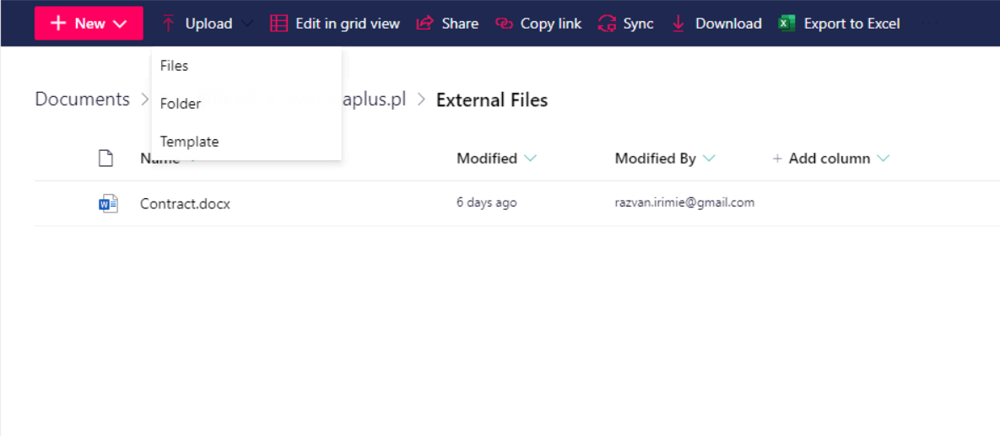 New Upload Edit in grid view Share Copy link Sync Download Export to Excel
Files
Folder
Template
Documents > aplus.pl > External Files
Name Modified Modified By + Add column
Contract.docx 6 days ago razvan.irimie@gmail.com